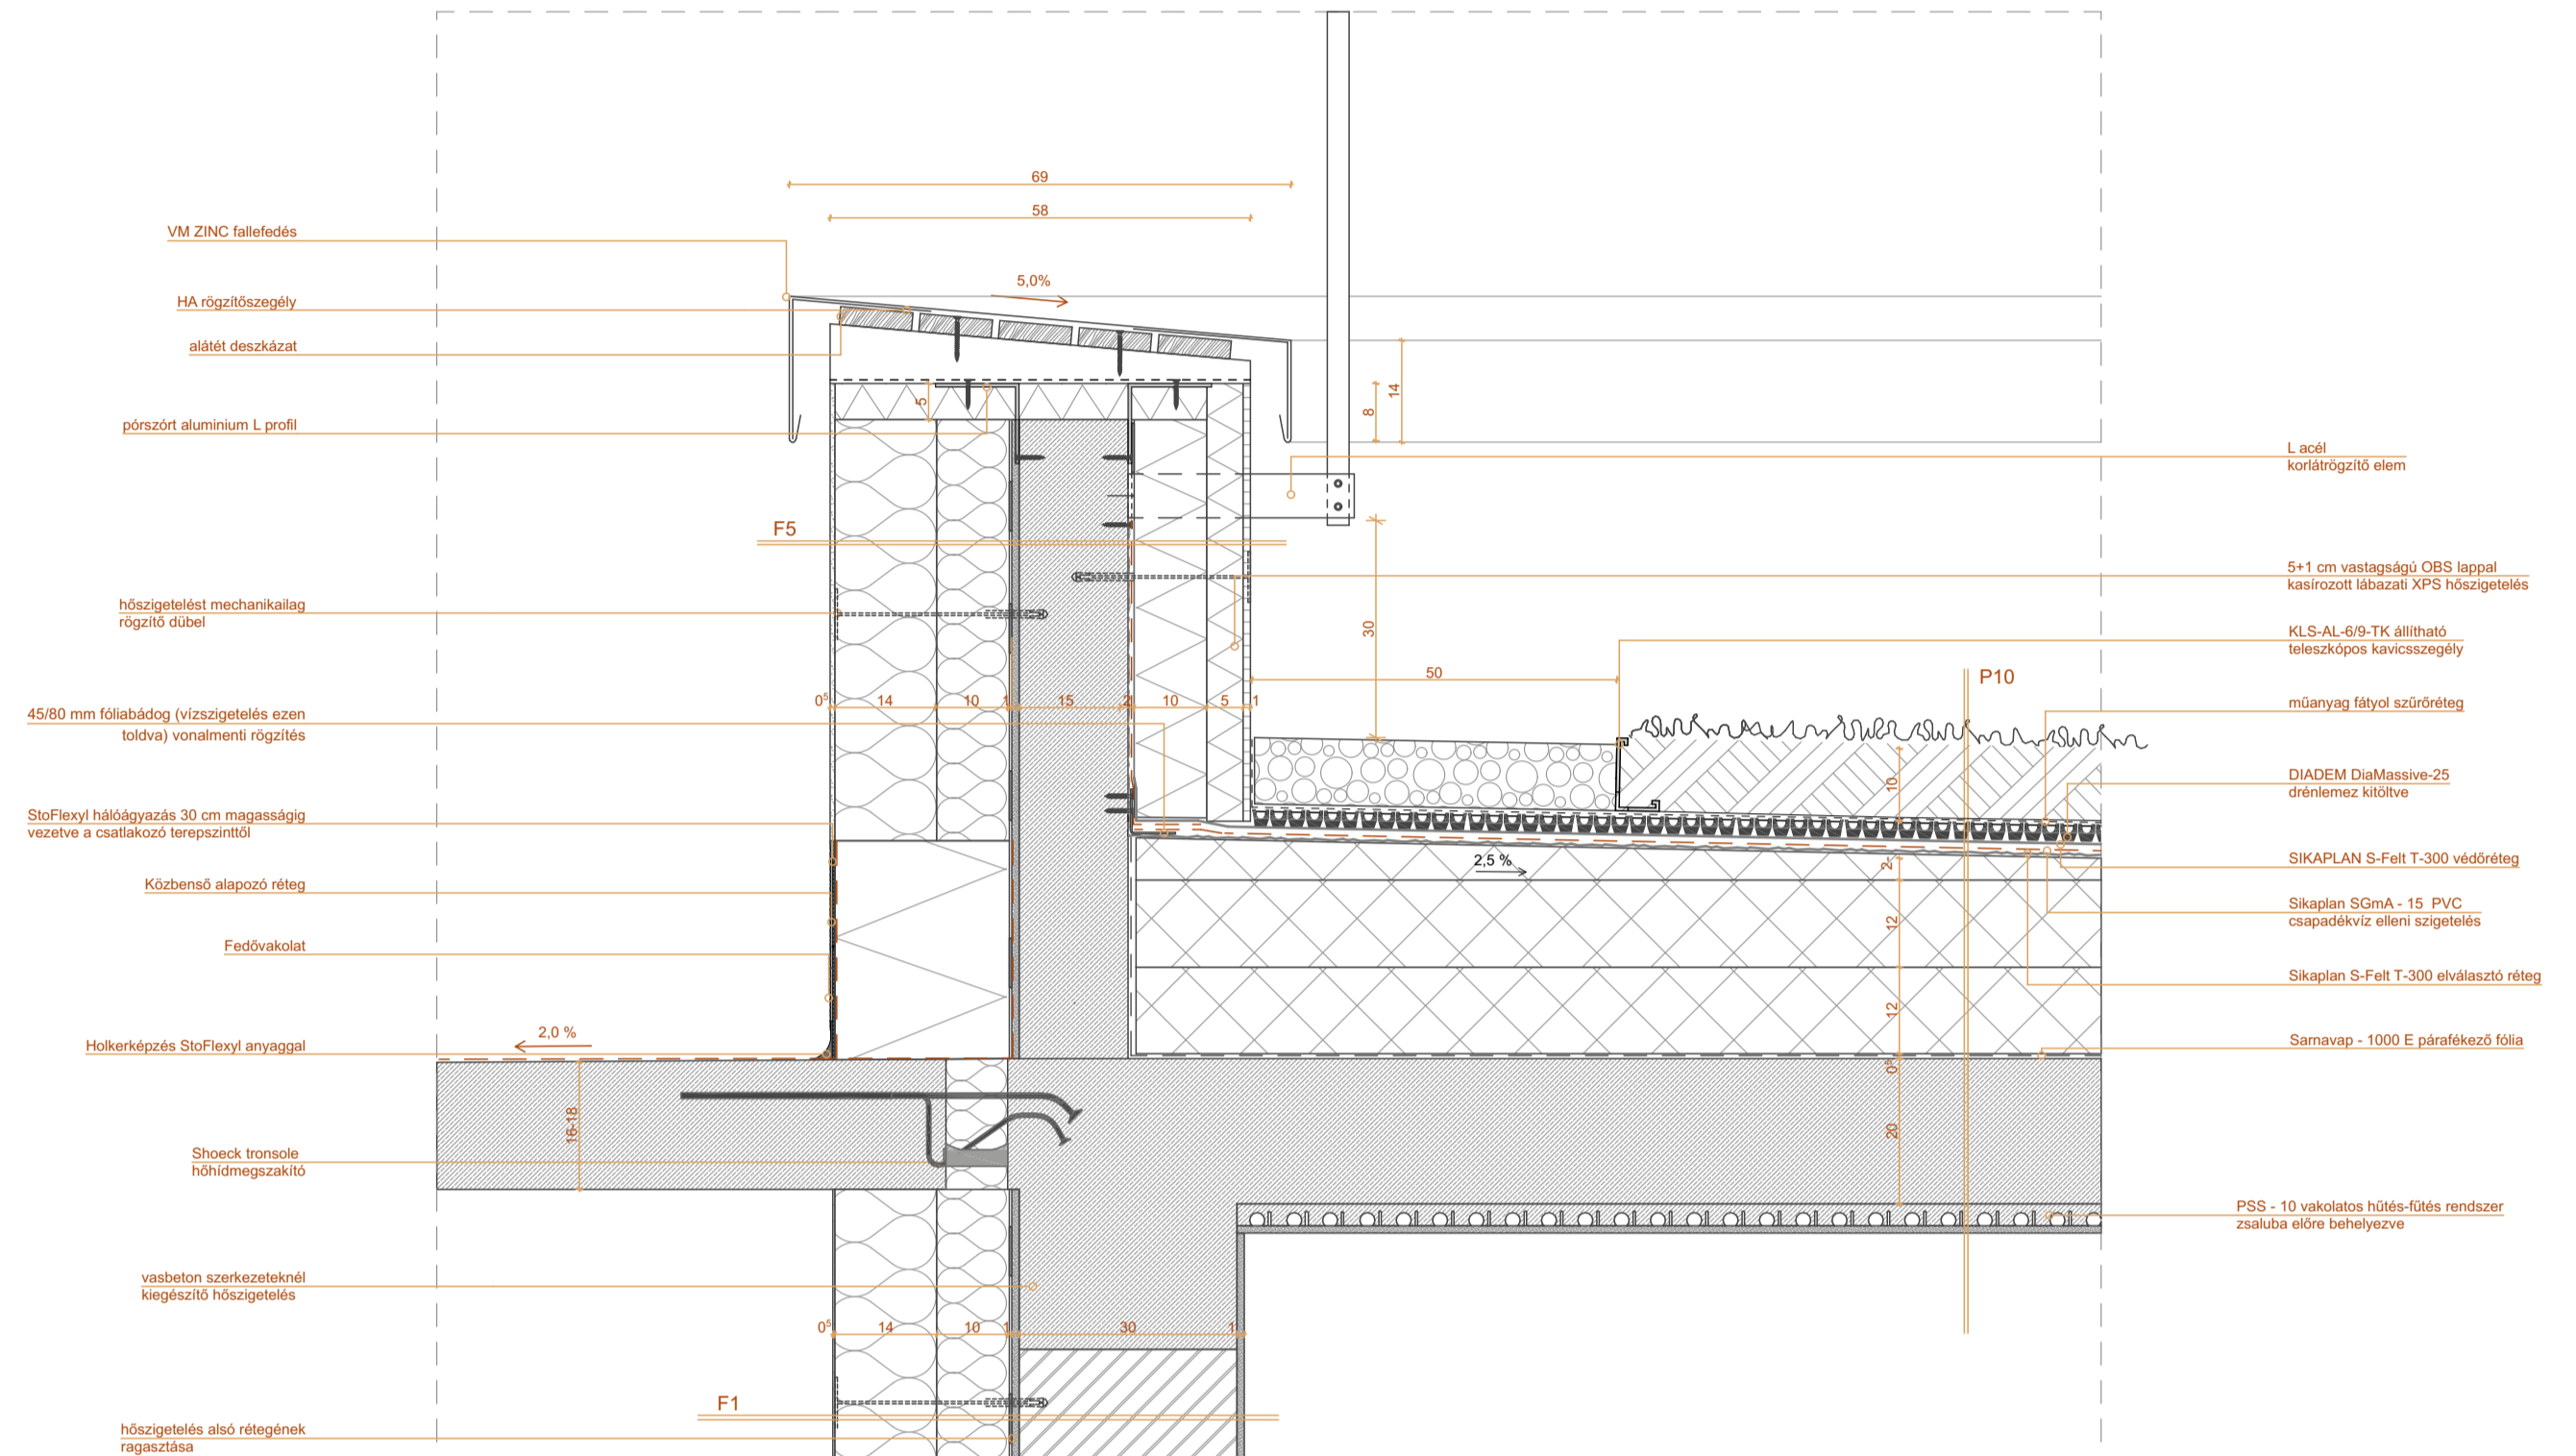 69
58
VM ZINC fallefedés
5,0%
HA rögzítőszegély
alátét deszkázat
14
8
5
pórszórt aluminium L profil
L acél
korlátrögzítő elem
F5
5+1 cm vastagságú OBS lappal
kasírozott lábazati XPS hőszigetelés
hőszigetelést mechanikailag
rögzítő dübel
30
KLS-AL-6/9-TK állítható
teleszkópos kavicsszegély
50
P10
0⁵ 14 10 1 15 2 10 5 1
műanyag fátyol szűrőréteg
45/80 mm fóliabádog (vízszigetelés ezen
toldva) vonalmenti rögzítés
10
DIADEM DiaMassive-25
drénlemez kitöltve
StoFlexyl hálóágyazás 30 cm magasságig
vezetve a csatlakozó terepszinttől
2,5 %
2-
SIKAPLAN S-Felt T-300 védőréteg
Közbenső alapozó réteg
Sikaplan SGmA - 15 PVC
csapadékvíz elleni szigetelés
12
Fedővakolat
Sikaplan S-Felt T-300 elválasztó réteg
12
2,0 %
Holkerképzés StoFlexyl anyaggal
Sarnavap - 1000 E párafékező fólia
0⁵
16-18
20
Shoeck tronsole
hőhídmegszakító
PSS - 10 vakolatos hűtés-fűtés rendszer
zsaluba előre behelyezve
vasbeton szerkezeteknél
kiegészítő hőszigetelés
0⁵ 14 10 1 30 1
F1
hőszigetelés alsó rétegének
ragasztása